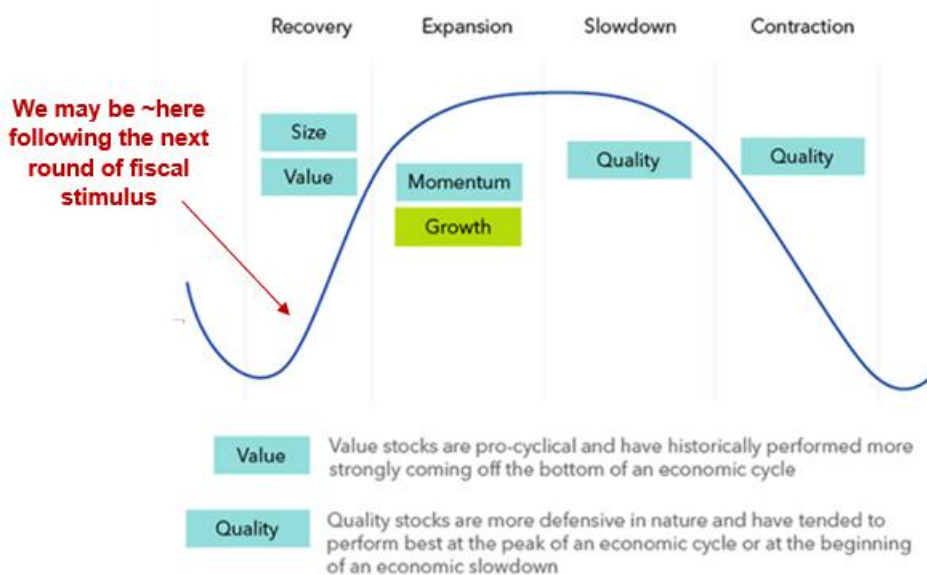 Recovery Expansion Slowdown Contraction
We may be ~here
following the next
round of fiscal
stimulus
Size
Value
Momentum
Growth
Quality
Quality
Value
Value stocks are pro-cyclical and have historically performed more
strongly coming off the bottom of an economic cycle
Quality
Quality stocks are more defensive in nature and have tended to
perform best at the peak of an economic cycle or at the beginning
of an economic slowdown